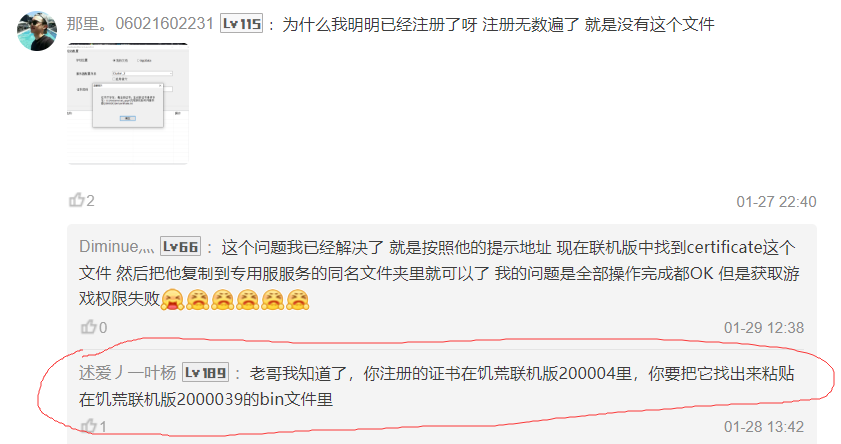 那里。06021602231 Lv115 ： 为什么我明明已经注册了呀 注册无数遍了 就是没有这个文件
2
01-27 22:40
Diminue灬 Lv66 ： 这个问题我已经解决了 就是按照他的提示地址 现在联机版中找到certificate这个
文件 然后把他复制到专用服服务的同名文件夹里就可以了 我的问题是全部操作完成都OK 但是获取游
戏权限失败
0
01-29 12:38
述爱丿一叶杨 Lv189 ： 老哥我知道了，你注册的证书在饥荒联机版200004里，你要把它找出来粘贴
在饥荒联机版2000039的bin文件里
1
01-28 13:42